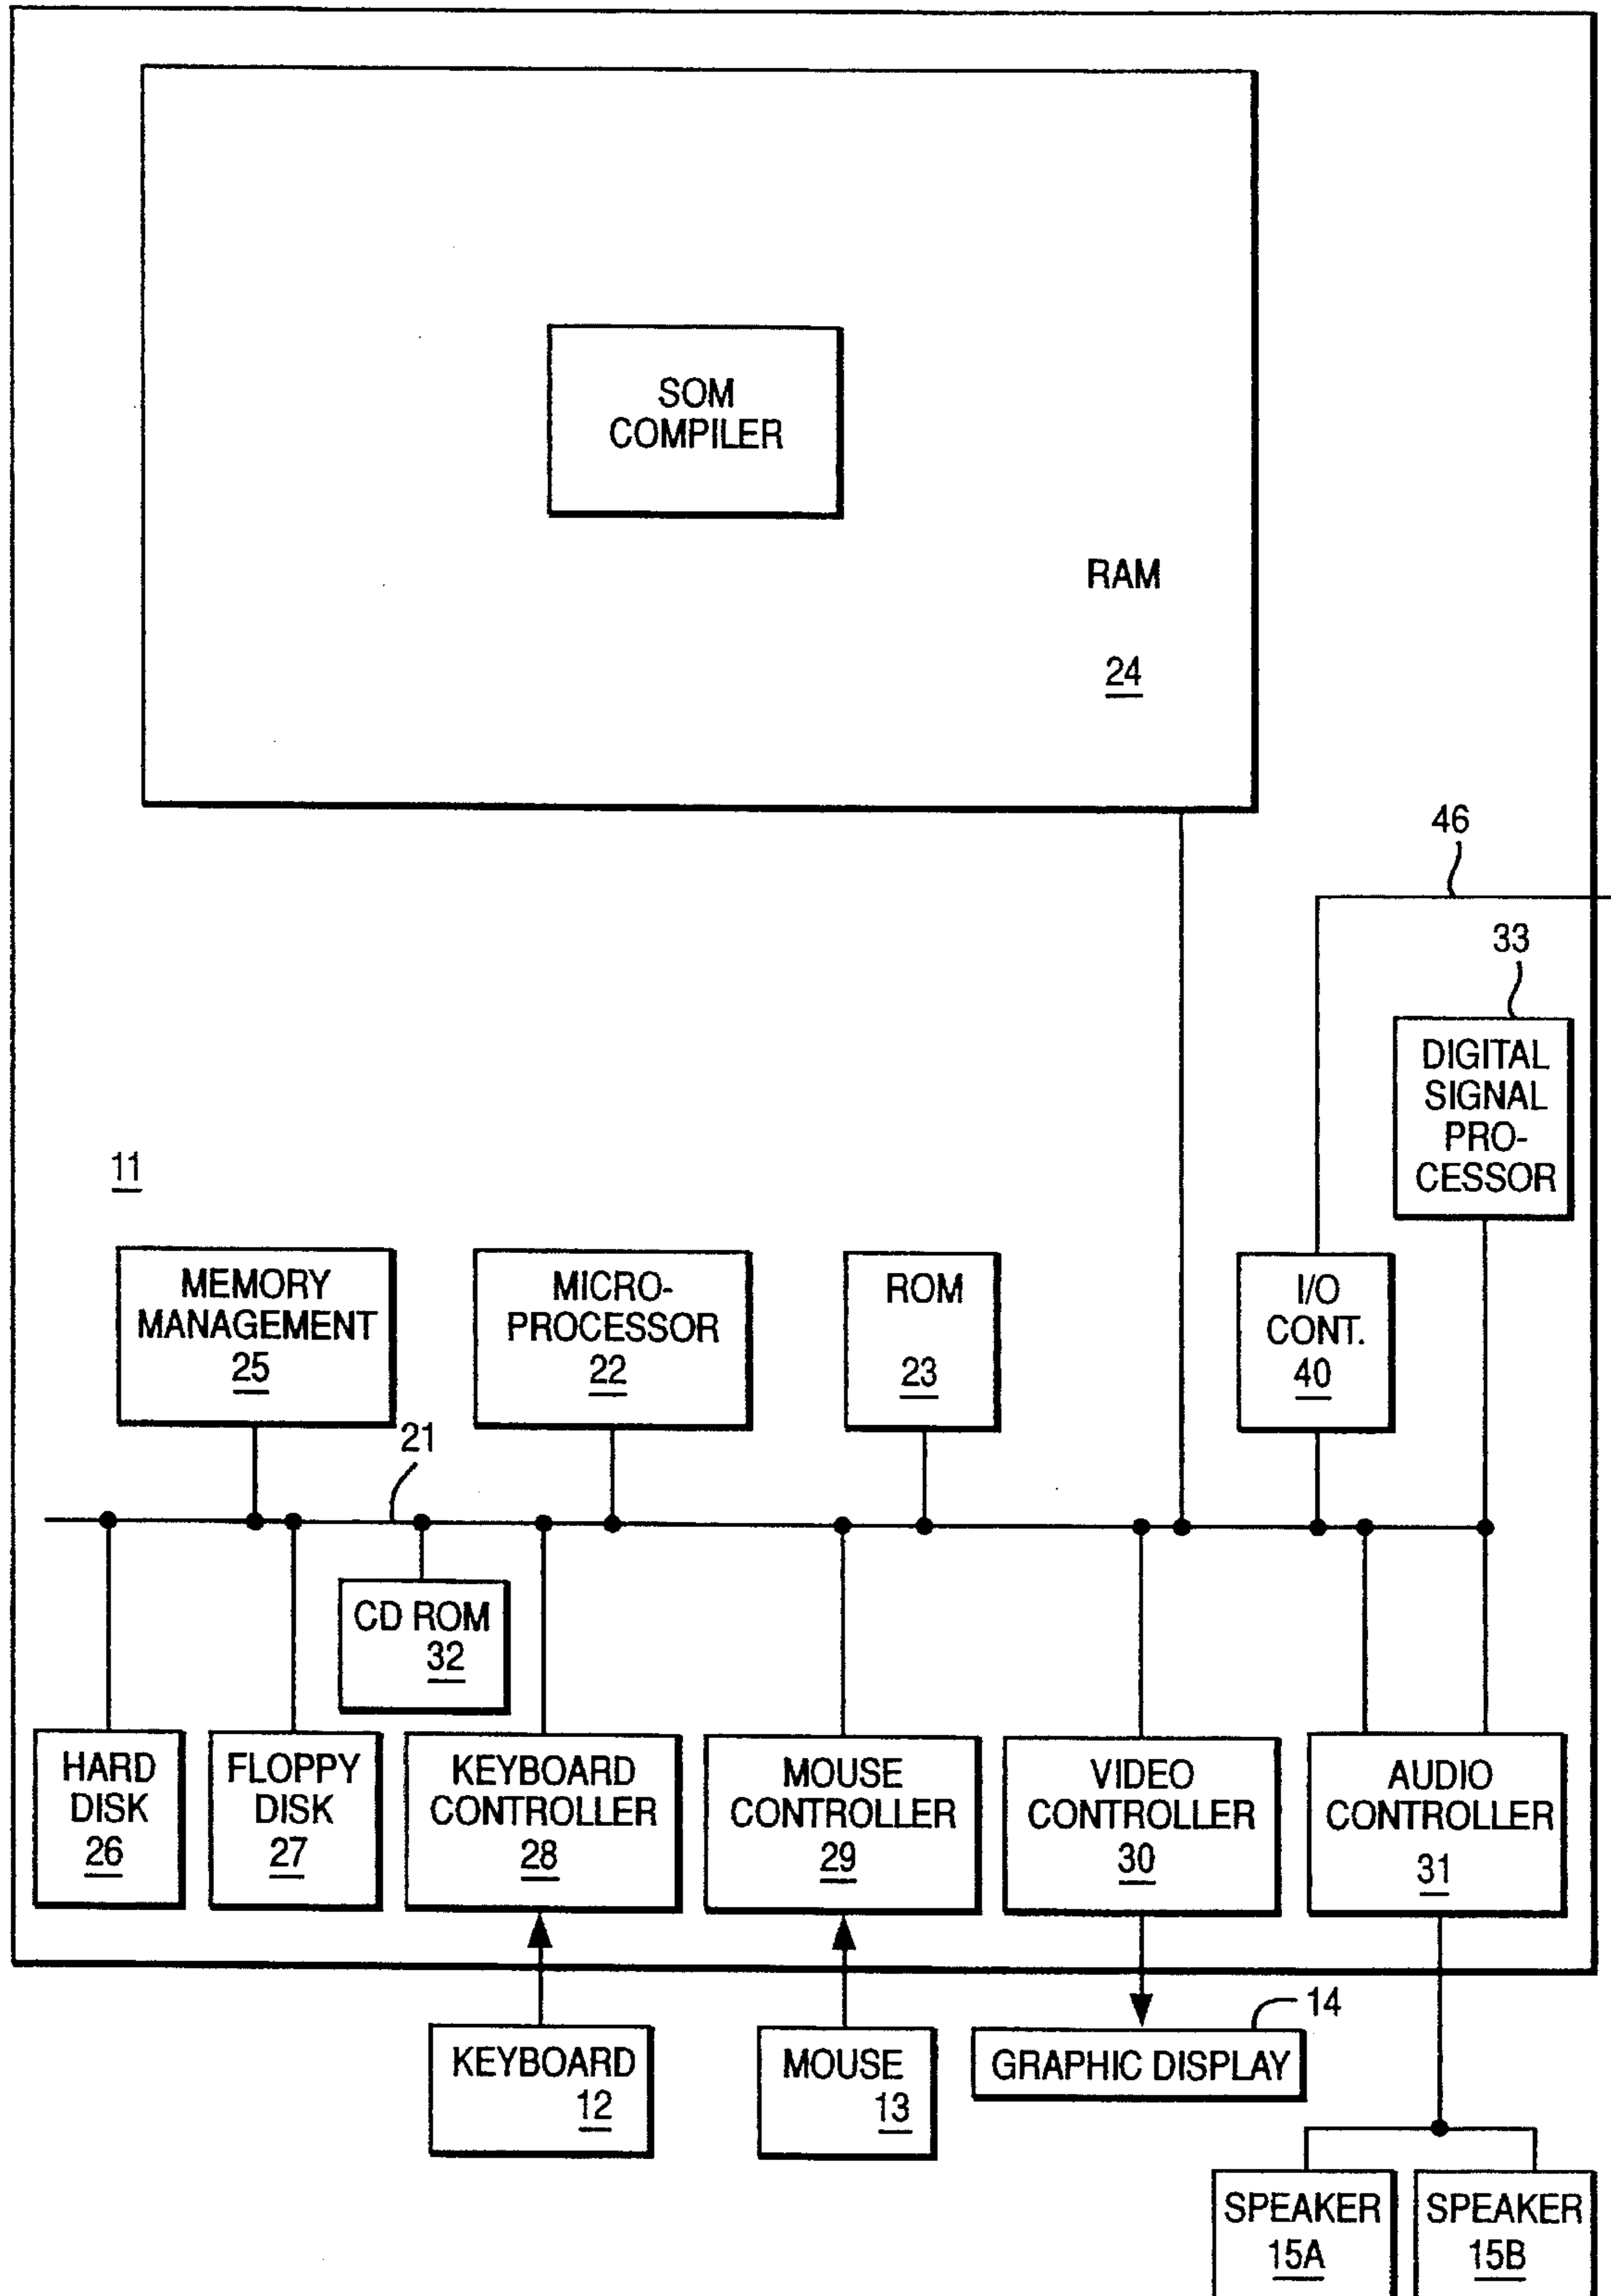 SOM
COMPILER
RAM
24
46
33
DIGITAL
SIGNAL
PRO-
CESSOR
11
MEMORY
MANAGEMENT
25
MICRO-
PROCESSOR
22
ROM
23
I/O
CONT.
40
21
CD ROM
32
HARD
DISK
26
FLOPPY
DISK
27
KEYBOARD
CONTROLLER
28
MOUSE
CONTROLLER
29
VIDEO
CONTROLLER
30
AUDIO
CONTROLLER
31
KEYBOARD
12
MOUSE
13
14
GRAPHIC DISPLAY
SPEAKER
15A
SPEAKER
15B